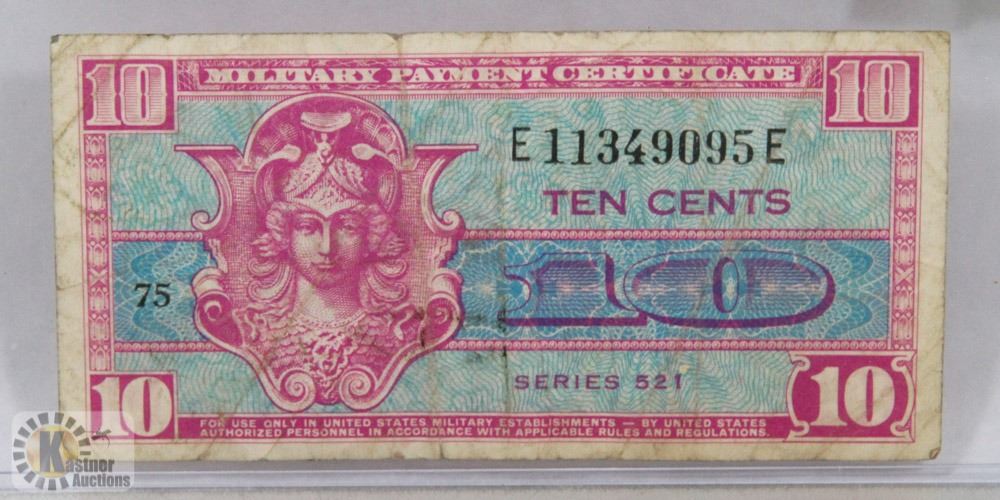 10 MILITARY PAYMENT CERTIFICATE 10
E11349095E
TEN CENTS
75
10
SERIES 521
10 10
FOR USE ONLY IN UNITED STATES MILITARY ESTABLISHMENTS — BY UNITED STATES
AUTHORIZED PERSONNEL IN ACCORDANCE WITH APPLICABLE RULES AND REGULATIONS.
Kastner
Auctions